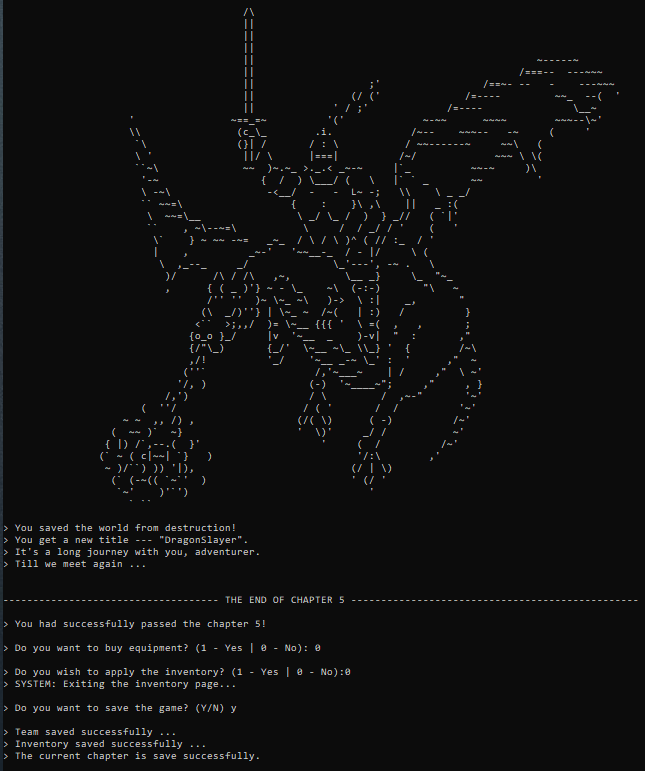 > You saved the world from destruction!
> You get a new title --- "DragonSlayer".
> It's a long journey with you, adventurer.
> Till we meet again ...
------------------------------------ THE END OF CHAPTER 5 ------------------------------------------------
> You had successfully passed the chapter 5!
> Do you want to buy equipment? (1 - Yes | 0 - No): 0
> Do you wish to apply the inventory? (1 - Yes | 0 - No):0
> SYSTEM: Exiting the inventory page...
> Do you want to save the game? (Y/N) y
> Team saved successfully ...
> Inventory saved successfully ...
> The current chapter is save successfully.